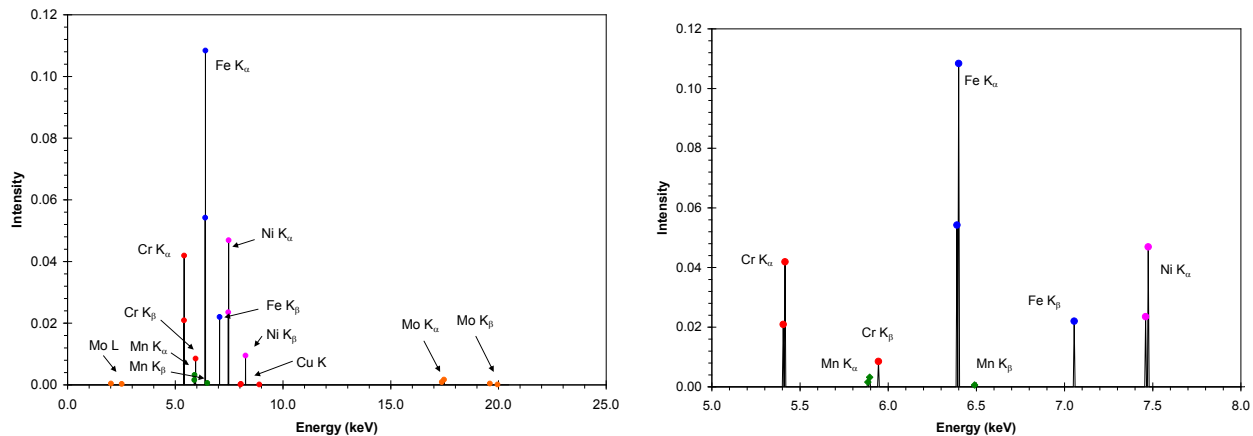 0.12
0.10
0.08
0.06
0.04
0.02
0.00
Intensity
Fe Kα
Cr Kα
Ni Kα
Cr Kβ
Fe Kβ
Mn Kα
Mo L
Mn Kβ
Ni Kβ
Cu K
Mo Kα
Mo Kβ
0.0 5.0 10.0 15.0 20.0 25.0
Energy (keV)
0.12
0.10
0.08
0.06
0.04
0.02
0.00
Intensity
Fe Kα
Cr Kα
Ni Kα
Fe Kβ
Cr Kβ
Mn Kα
Mn Kβ
5.0 5.5 6.0 6.5 7.0 7.5 8.0
Energy (keV)